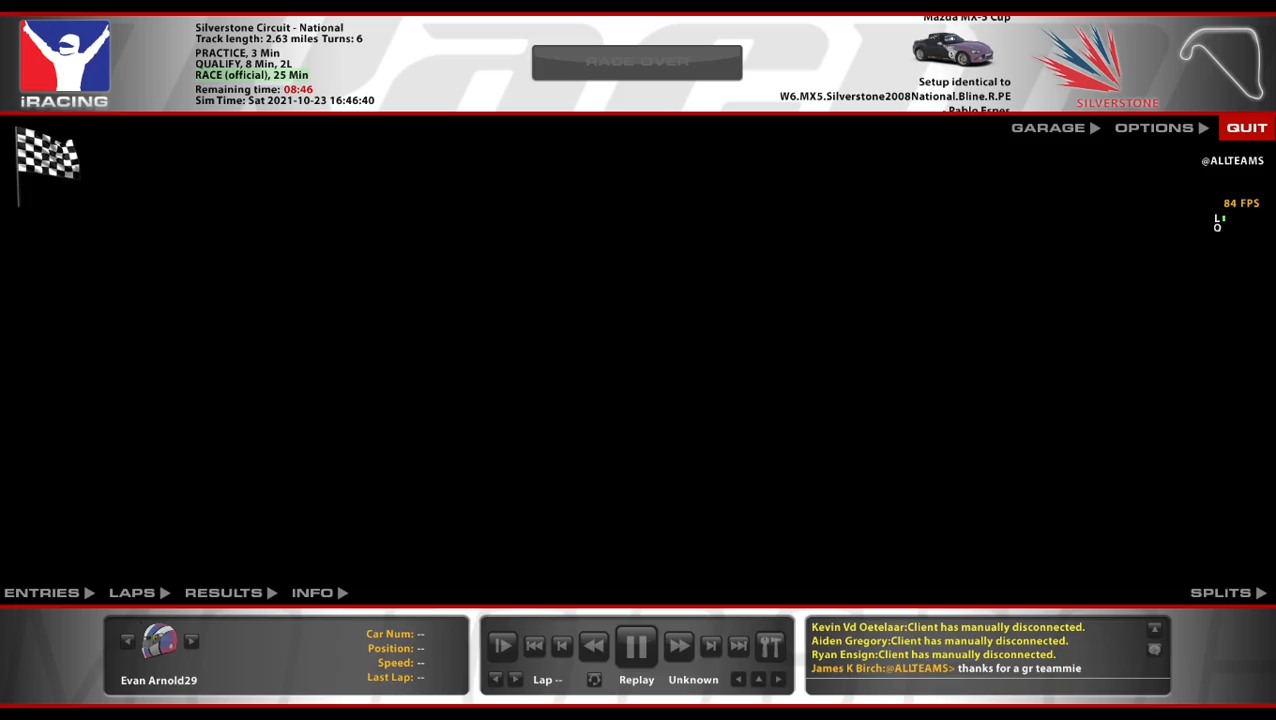 Silverstone Circuit - National
Track length: 2.63 miles Turns: 6
PRACTICE, 3 Min
QUALIFY, 8 Min, 2L
RACE (official), 25 Min
Remaining time: 08:46
Sim Time: Sat 2021-10-23 16:46:40
iRACING
RACE OVER
Mazda MX-5 Cup
Setup identical to
W6.MX5.Silverstone2008National.Bline.R.PE
- Pablo Espes
SILVERSTONE
GARAGE OPTIONS QUIT
@ALLTEAMS
84 FPS
L
Q
ENTRIES LAPS RESULTS INFO SPLITS
Evan Arnold29
Car Num: --
Position: --
Speed: --
Last Lap: --
Lap -- Replay Unknown
Kevin Vd Oetelaar:Client has manually disconnected.
Aiden Gregory:Client has manually disconnected.
Ryan Ensign:Client has manually disconnected.
James K Birch:@ALLTEAMS> thanks for a gr teammie